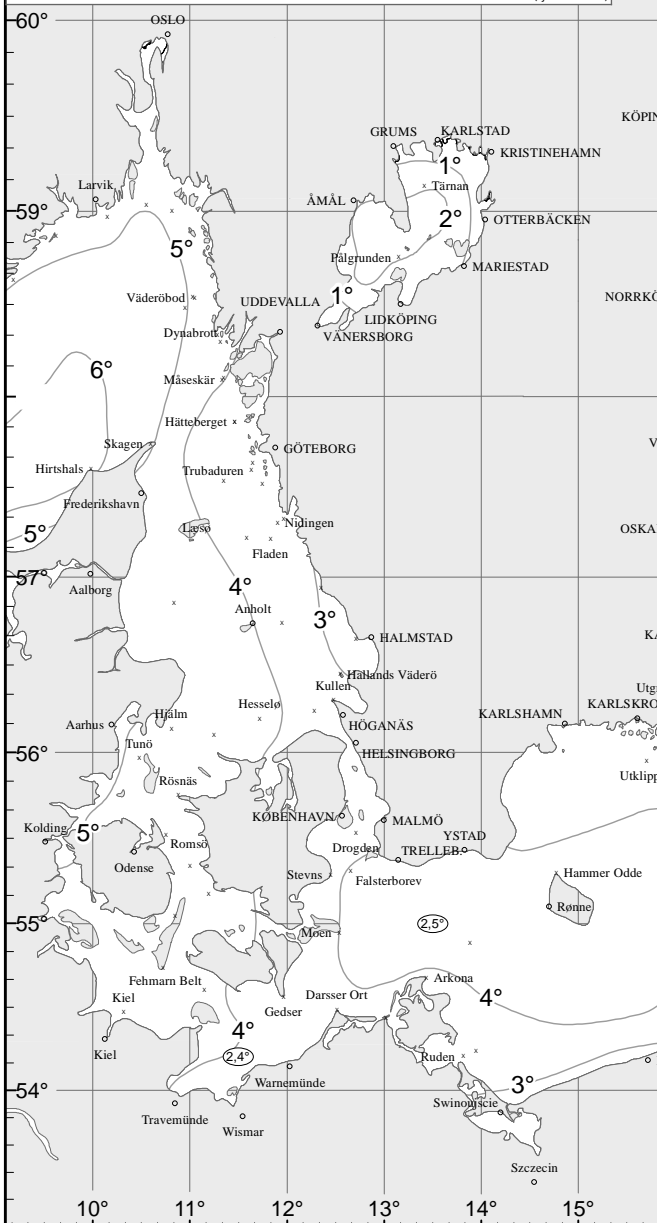 60°
OSLO
KÖPIN
GRUMS
KARLSTAD
KRISTINEHAMN
1°
Tärnan
Larvik
ÅMÅL
59°
2°
OTTERBÄCKEN
5°
Pålgrunden
MARIESTAD
Väderöbod
UDDEVALLA
1°
NORRKÖ
LIDKÖPING
VÄNERSBORG
Dynabrott
6°
Måseskär
Hätteberget
Skagen
GÖTEBORG
V
Hirtshals
Trubaduren
Frederikshavn
5°
Læsø
Nidingen
OSKA
Fladen
57°
Aalborg
4°
Anholt
3°
HALMSTAD
KA
Hallands Väderö
Kullen
Utg
Hesselø
KARLSHAMN
KARLSKRO
Hjälm
Aarhus
HÖGANÄS
Tunö
56°
HELSINGBORG
Utklipp
Rösnäs
KØBENHAVN
MALMÖ
Kolding
5°
YSTAD
Romsö
Drogden
TRELLEB.
Odense
Stevns
Falsterborev
Hammer Odde
Rønne
55°
Moen
2,5°
Fehmarn Belt
Arkona
Kiel
Darsser Ort
4°
Gedser
4°
Kiel
2,4°
Ruden
Warnemünde
54°
3°
Swinoujscie
Travemünde
Wismar
Szczecin
10°
11°
12°
13°
14°
15°